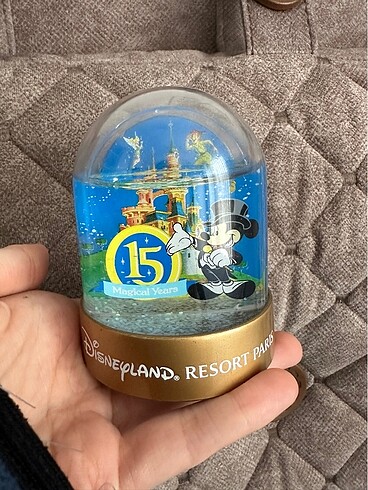 15
Magical Years
DISNEYLAND® RESORT PARIS